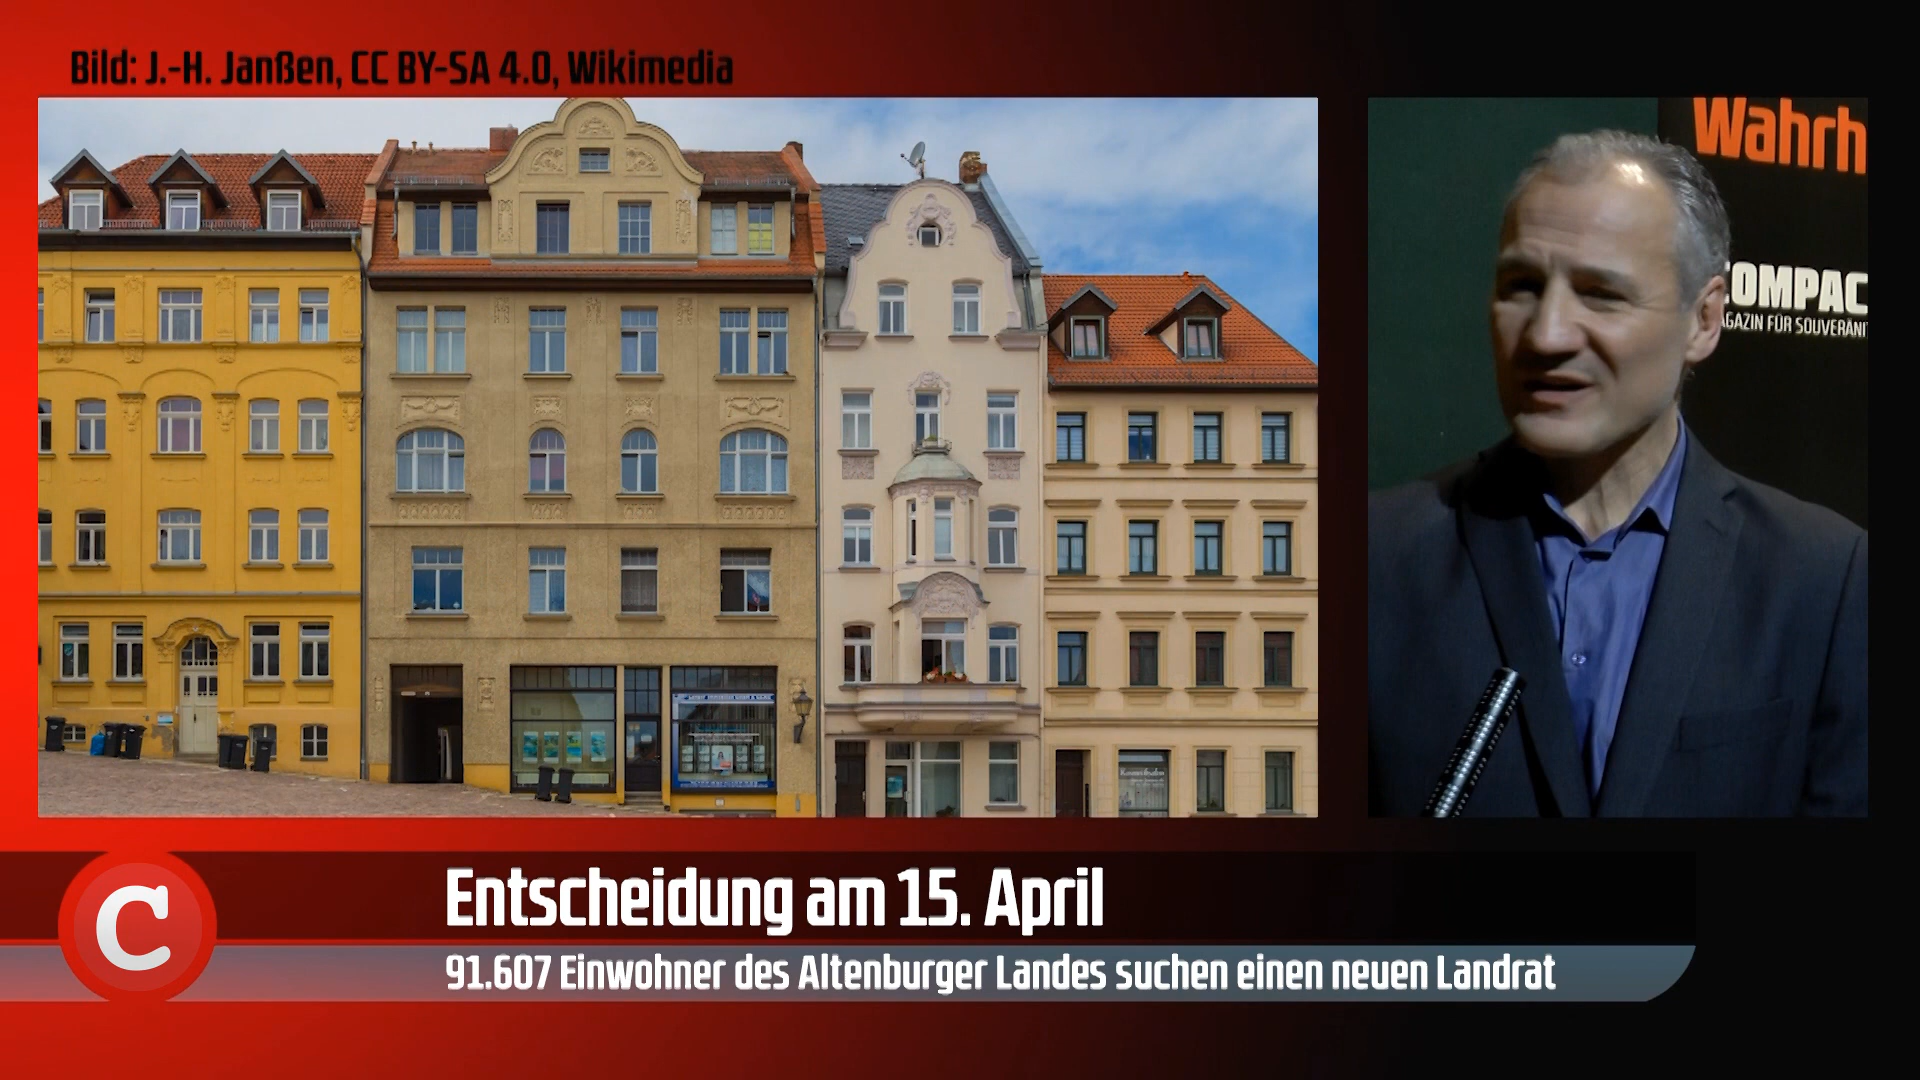 Bild: J.-H. Janßen, CC BY-SA 4.0, Wikimedia
Wahrh
COMPAC
AGAZIN FÜR SOUVERÄNI
C
Entscheidung am 15. April
91.607 Einwohner des Altenburger Landes suchen einen neuen Landrat